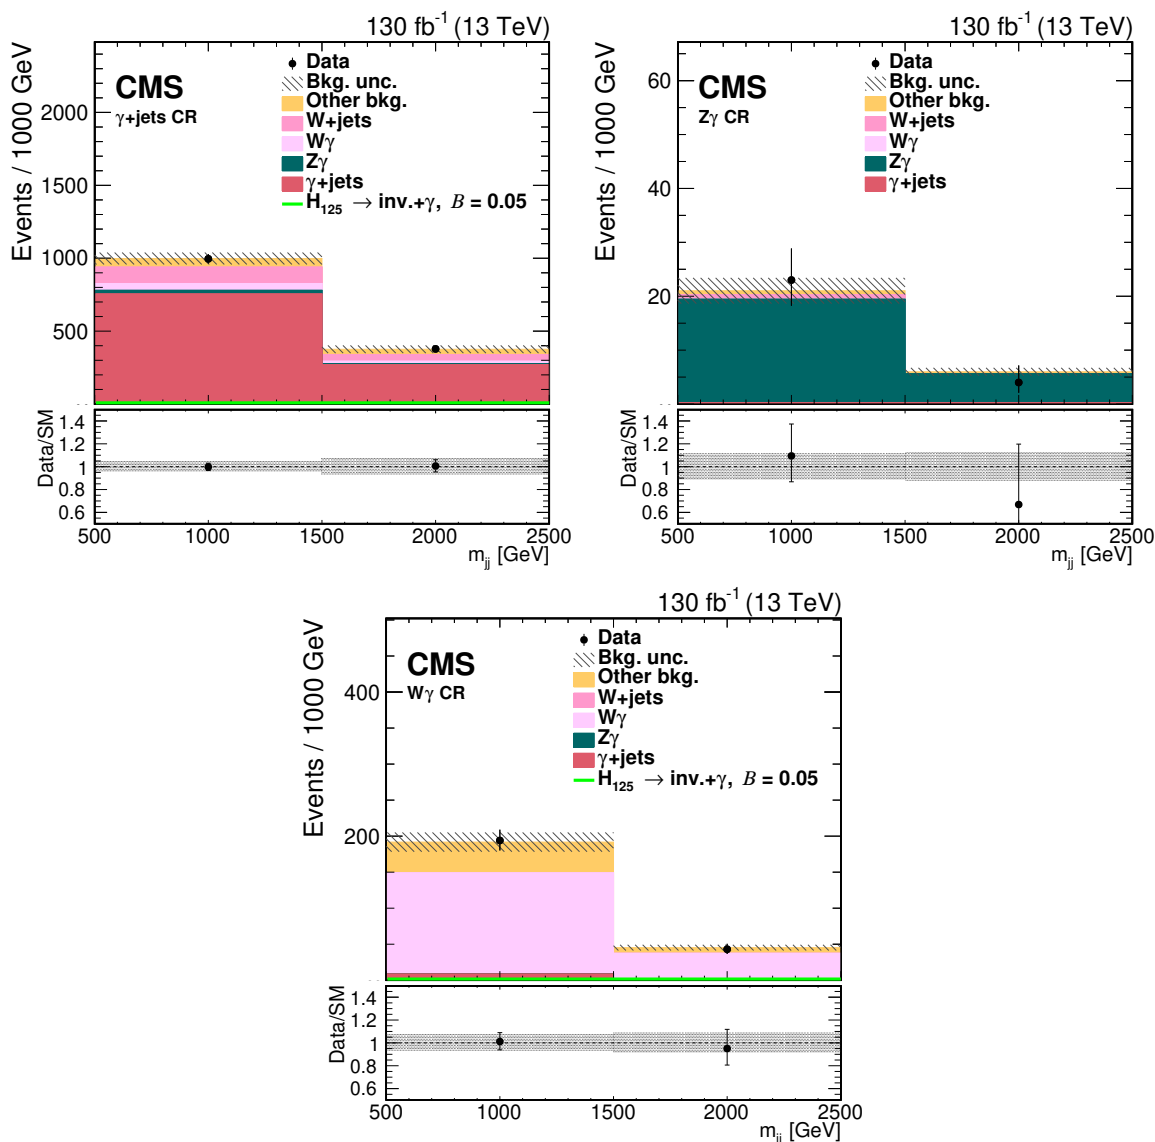 130 fb⁻¹ (13 TeV)
Events / 1000 GeV
CMS
γ+jets CR
Data
Bkg. unc.
Other bkg.
W+jets
Wγ
Zγ
γ+jets
H₁₂₅ → inv.+γ, B = 0.05
2000
1500
1000
500
Data/SM
1.4
1.2
1
0.8
0.6
500 1000 1500 2000 2500
m_jj [GeV]
130 fb⁻¹ (13 TeV)
Events / 1000 GeV
CMS
Zγ CR
Data
Bkg. unc.
Other bkg.
W+jets
Wγ
Zγ
γ+jets
60
40
20
Data/SM
1.4
1.2
1
0.8
0.6
500 1000 1500 2000 2500
m_jj [GeV]
130 fb⁻¹ (13 TeV)
Events / 1000 GeV
CMS
Wγ CR
Data
Bkg. unc.
Other bkg.
W+jets
Wγ
Zγ
γ+jets
H₁₂₅ → inv.+γ, B = 0.05
400
200
Data/SM
1.4
1.2
1
0.8
0.6
500 1000 1500 2000 2500
m_jj [GeV]